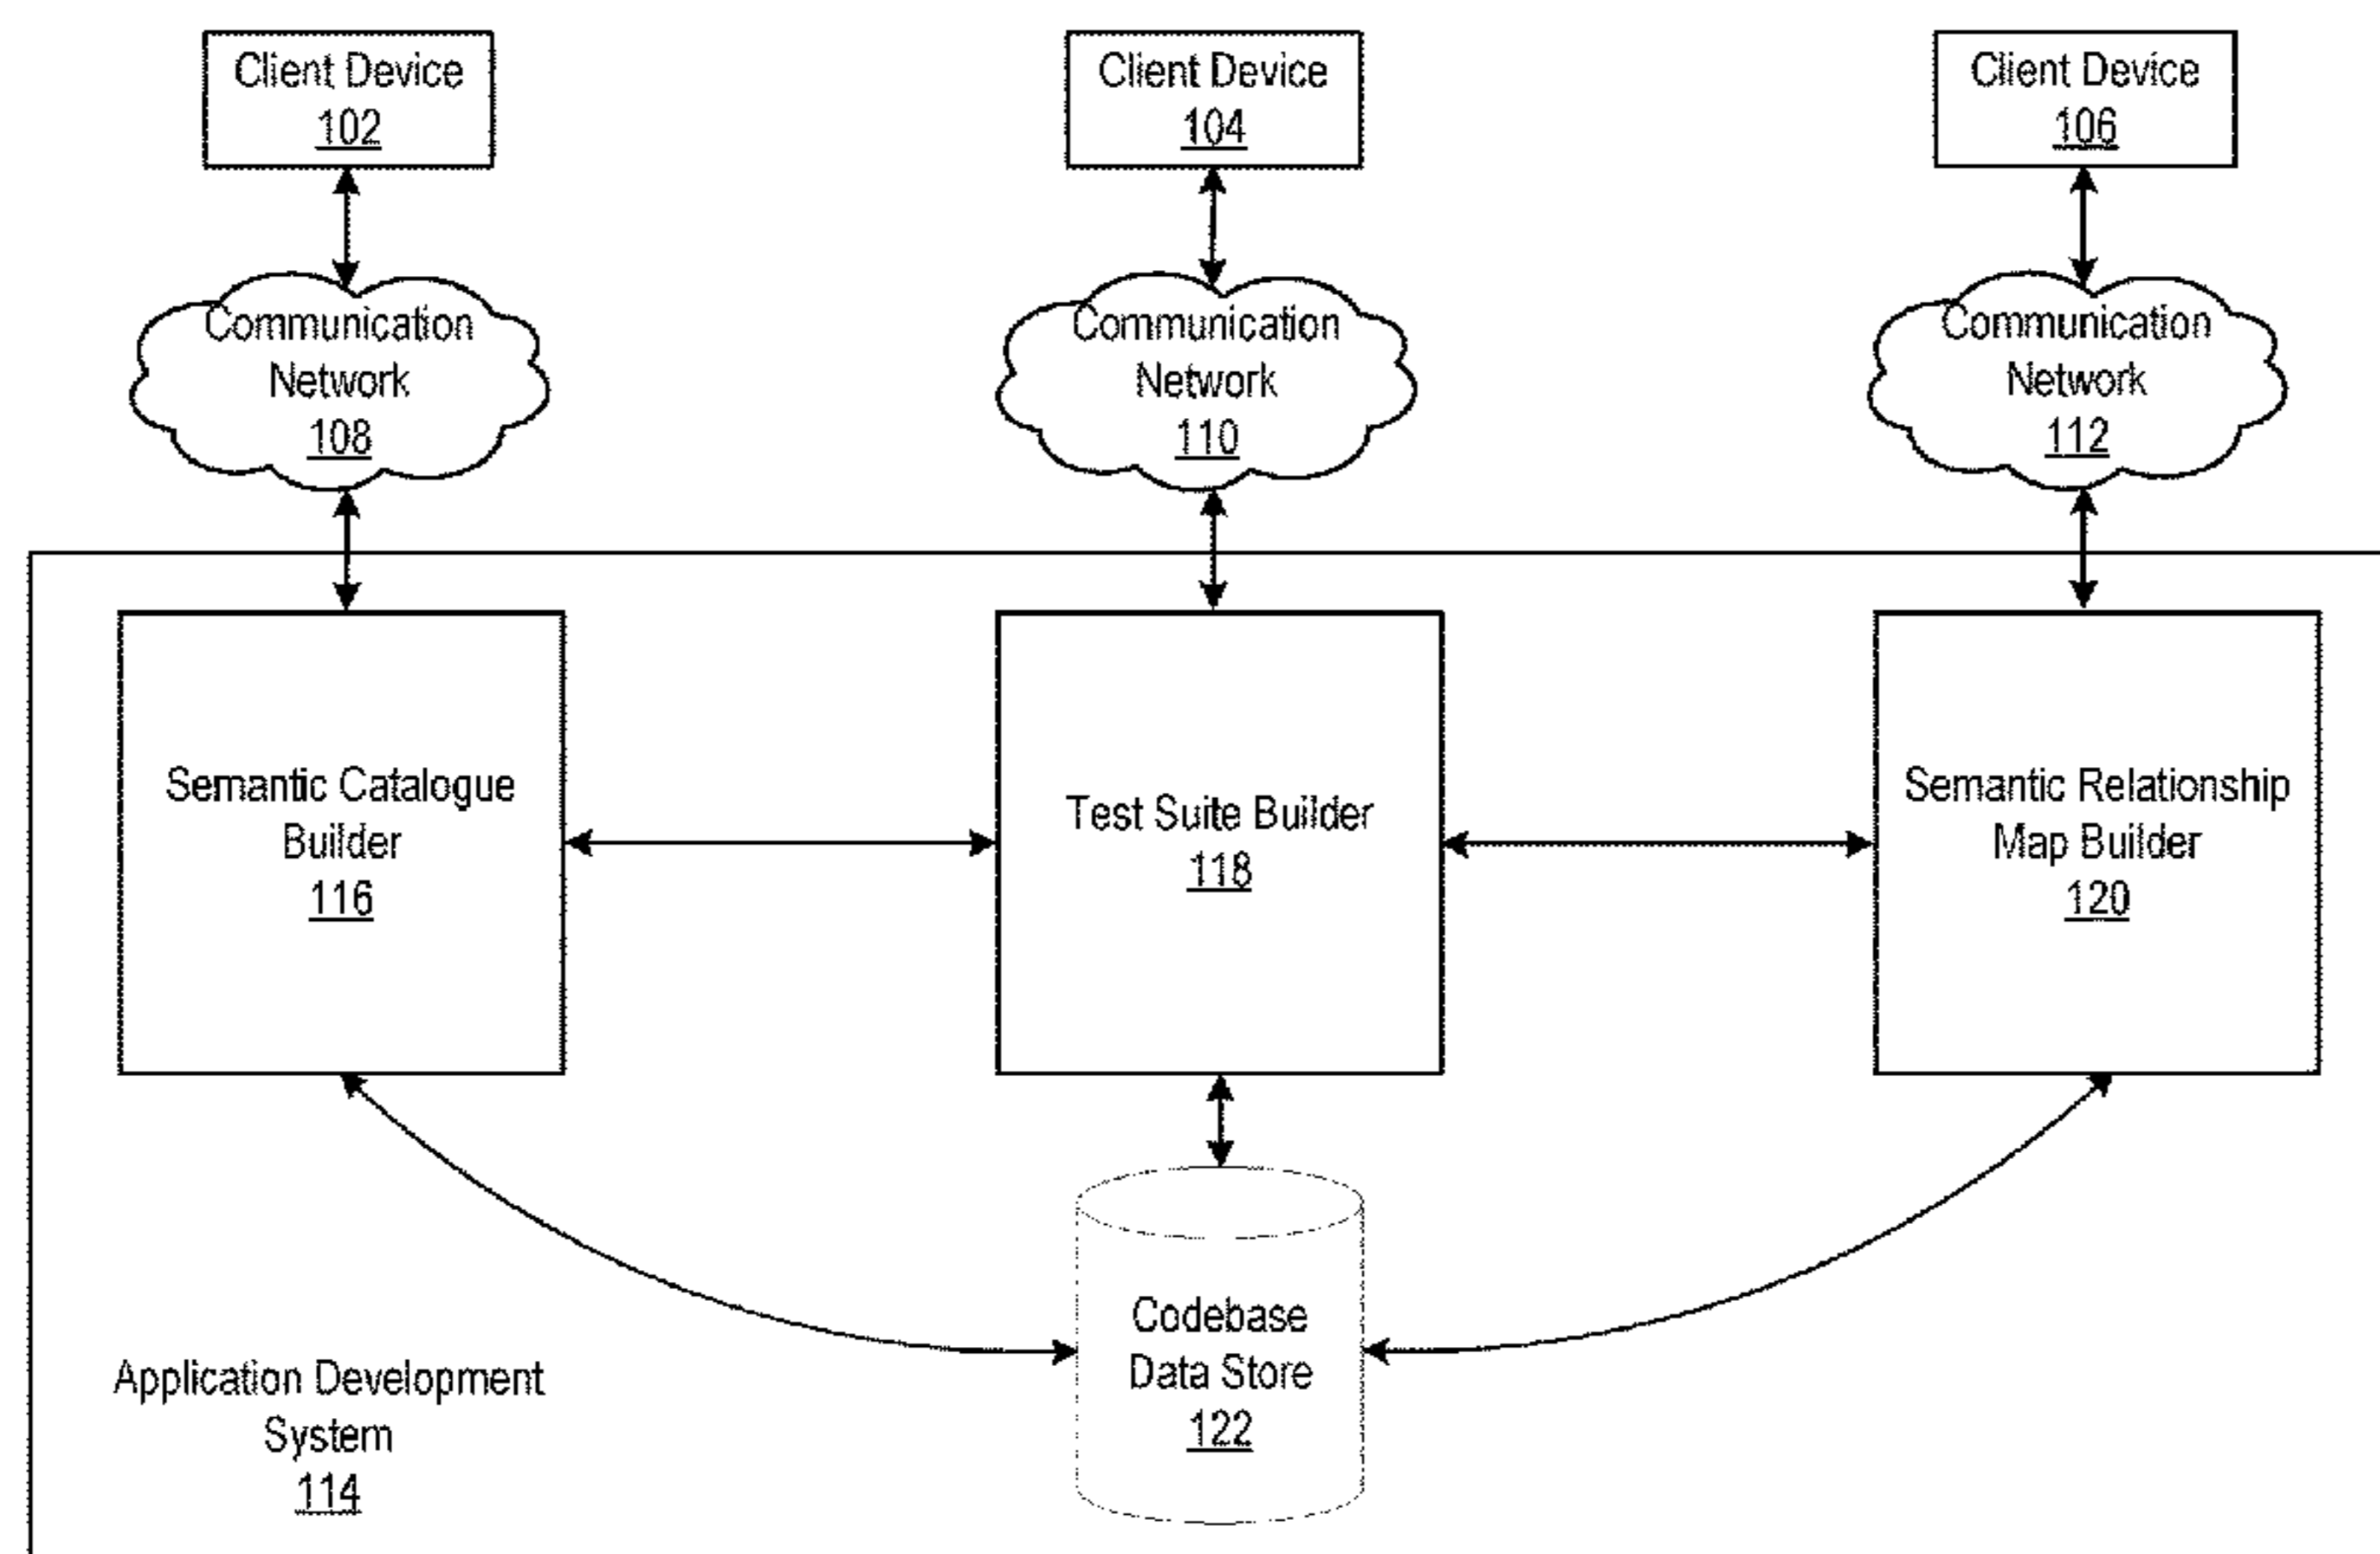 Client Device
102
Client Device
104
Client Device
106
Communication
Network
108
Communication
Network
110
Communication
Network
112
Semantic Catalogue
Builder
116
Test Suite Builder
118
Semantic Relationship
Map Builder
120
Codebase
Data Store
122
Application Development
System
114